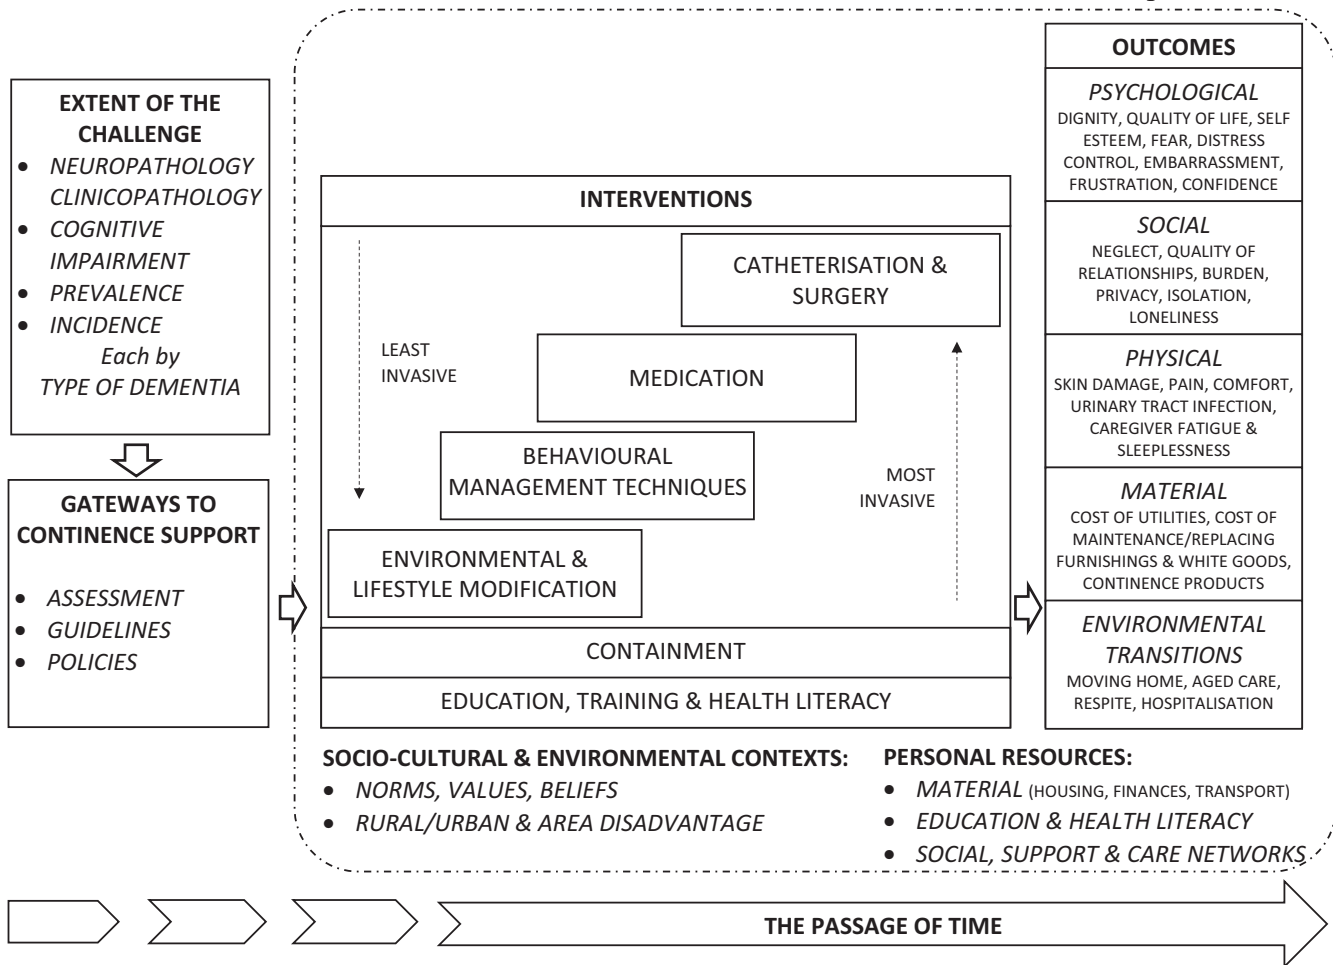 EXTENT OF THE
CHALLENGE
• NEUROPATHOLOGY
CLINICOPATHOLOGY
• COGNITIVE
IMPAIRMENT
• PREVALENCE
• INCIDENCE
Each by
TYPE OF DEMENTIA
GATEWAYS TO
CONTINENCE SUPPORT
• ASSESSMENT
• GUIDELINES
• POLICIES
INTERVENTIONS
CATHETERISATION &
SURGERY
LEAST
INVASIVE
MEDICATION
BEHAVIOURAL
MANAGEMENT TECHNIQUES
MOST
INVASIVE
ENVIRONMENTAL &
LIFESTYLE MODIFICATION
CONTAINMENT
EDUCATION, TRAINING & HEALTH LITERACY
OUTCOMES
PSYCHOLOGICAL
DIGNITY, QUALITY OF LIFE, SELF
ESTEEM, FEAR, DISTRESS
CONTROL, EMBARRASSMENT,
FRUSTRATION, CONFIDENCE
SOCIAL
NEGLECT, QUALITY OF
RELATIONSHIPS, BURDEN,
PRIVACY, ISOLATION,
LONELINESS
PHYSICAL
SKIN DAMAGE, PAIN, COMFORT,
URINARY TRACT INFECTION,
CAREGIVER FATIGUE &
SLEEPLESSNESS
MATERIAL
COST OF UTILITIES, COST OF
MAINTENANCE/REPLACING
FURNISHINGS & WHITE GOODS,
CONTINENCE PRODUCTS
ENVIRONMENTAL
TRANSITIONS
MOVING HOME, AGED CARE,
RESPITE, HOSPITALISATION
SOCIO-CULTURAL & ENVIRONMENTAL CONTEXTS:
• NORMS, VALUES, BELIEFS
• RURAL/URBAN & AREA DISADVANTAGE
PERSONAL RESOURCES:
• MATERIAL (HOUSING, FINANCES, TRANSPORT)
• EDUCATION & HEALTH LITERACY
• SOCIAL, SUPPORT & CARE NETWORKS
THE PASSAGE OF TIME